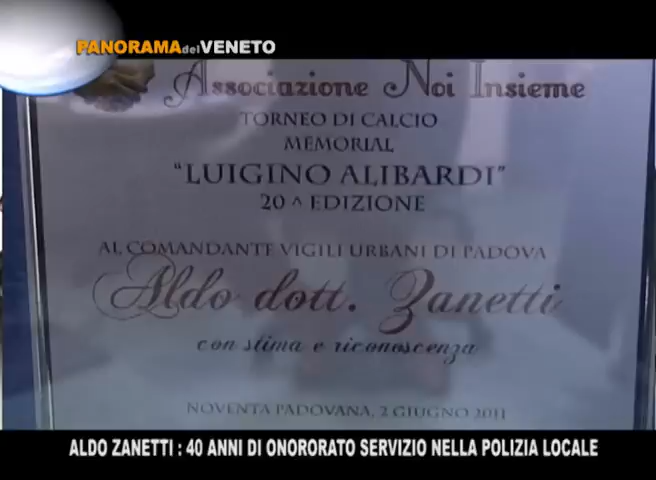 PANORAMAdelVENETO
Associazione Noi Insieme
TORNEO DI CALCIO
MEMORIAL
"LUIGINO ALIBARDI"
20^ EDIZIONE
AL COMANDANTE VIGILI URBANI DI PADOVA
Aldo dott. Zanetti
con stima e riconoscenza
NOVENTA PADOVANA, 2 GIUGNO 2011
ALDO ZANETTI : 40 ANNI DI ONORORATO SERVIZIO NELLA POLIZIA LOCALE